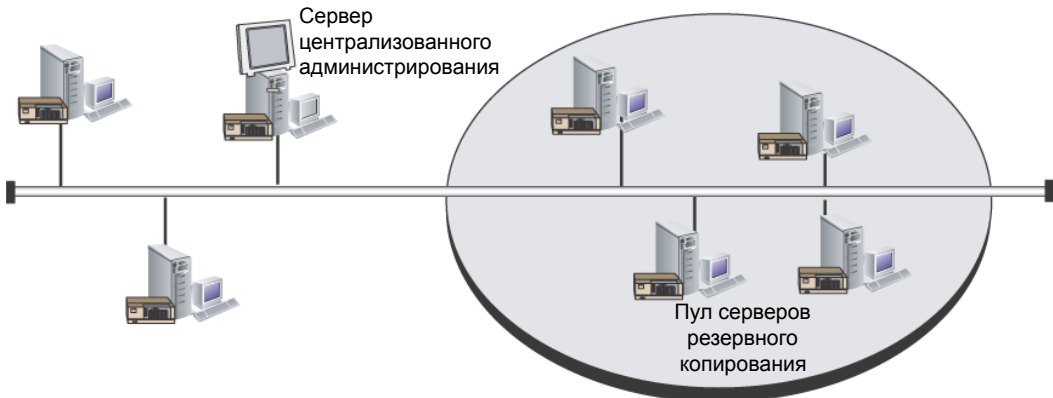 Сервер
централизованного
администрирования
Пул серверов
резервного
копирования